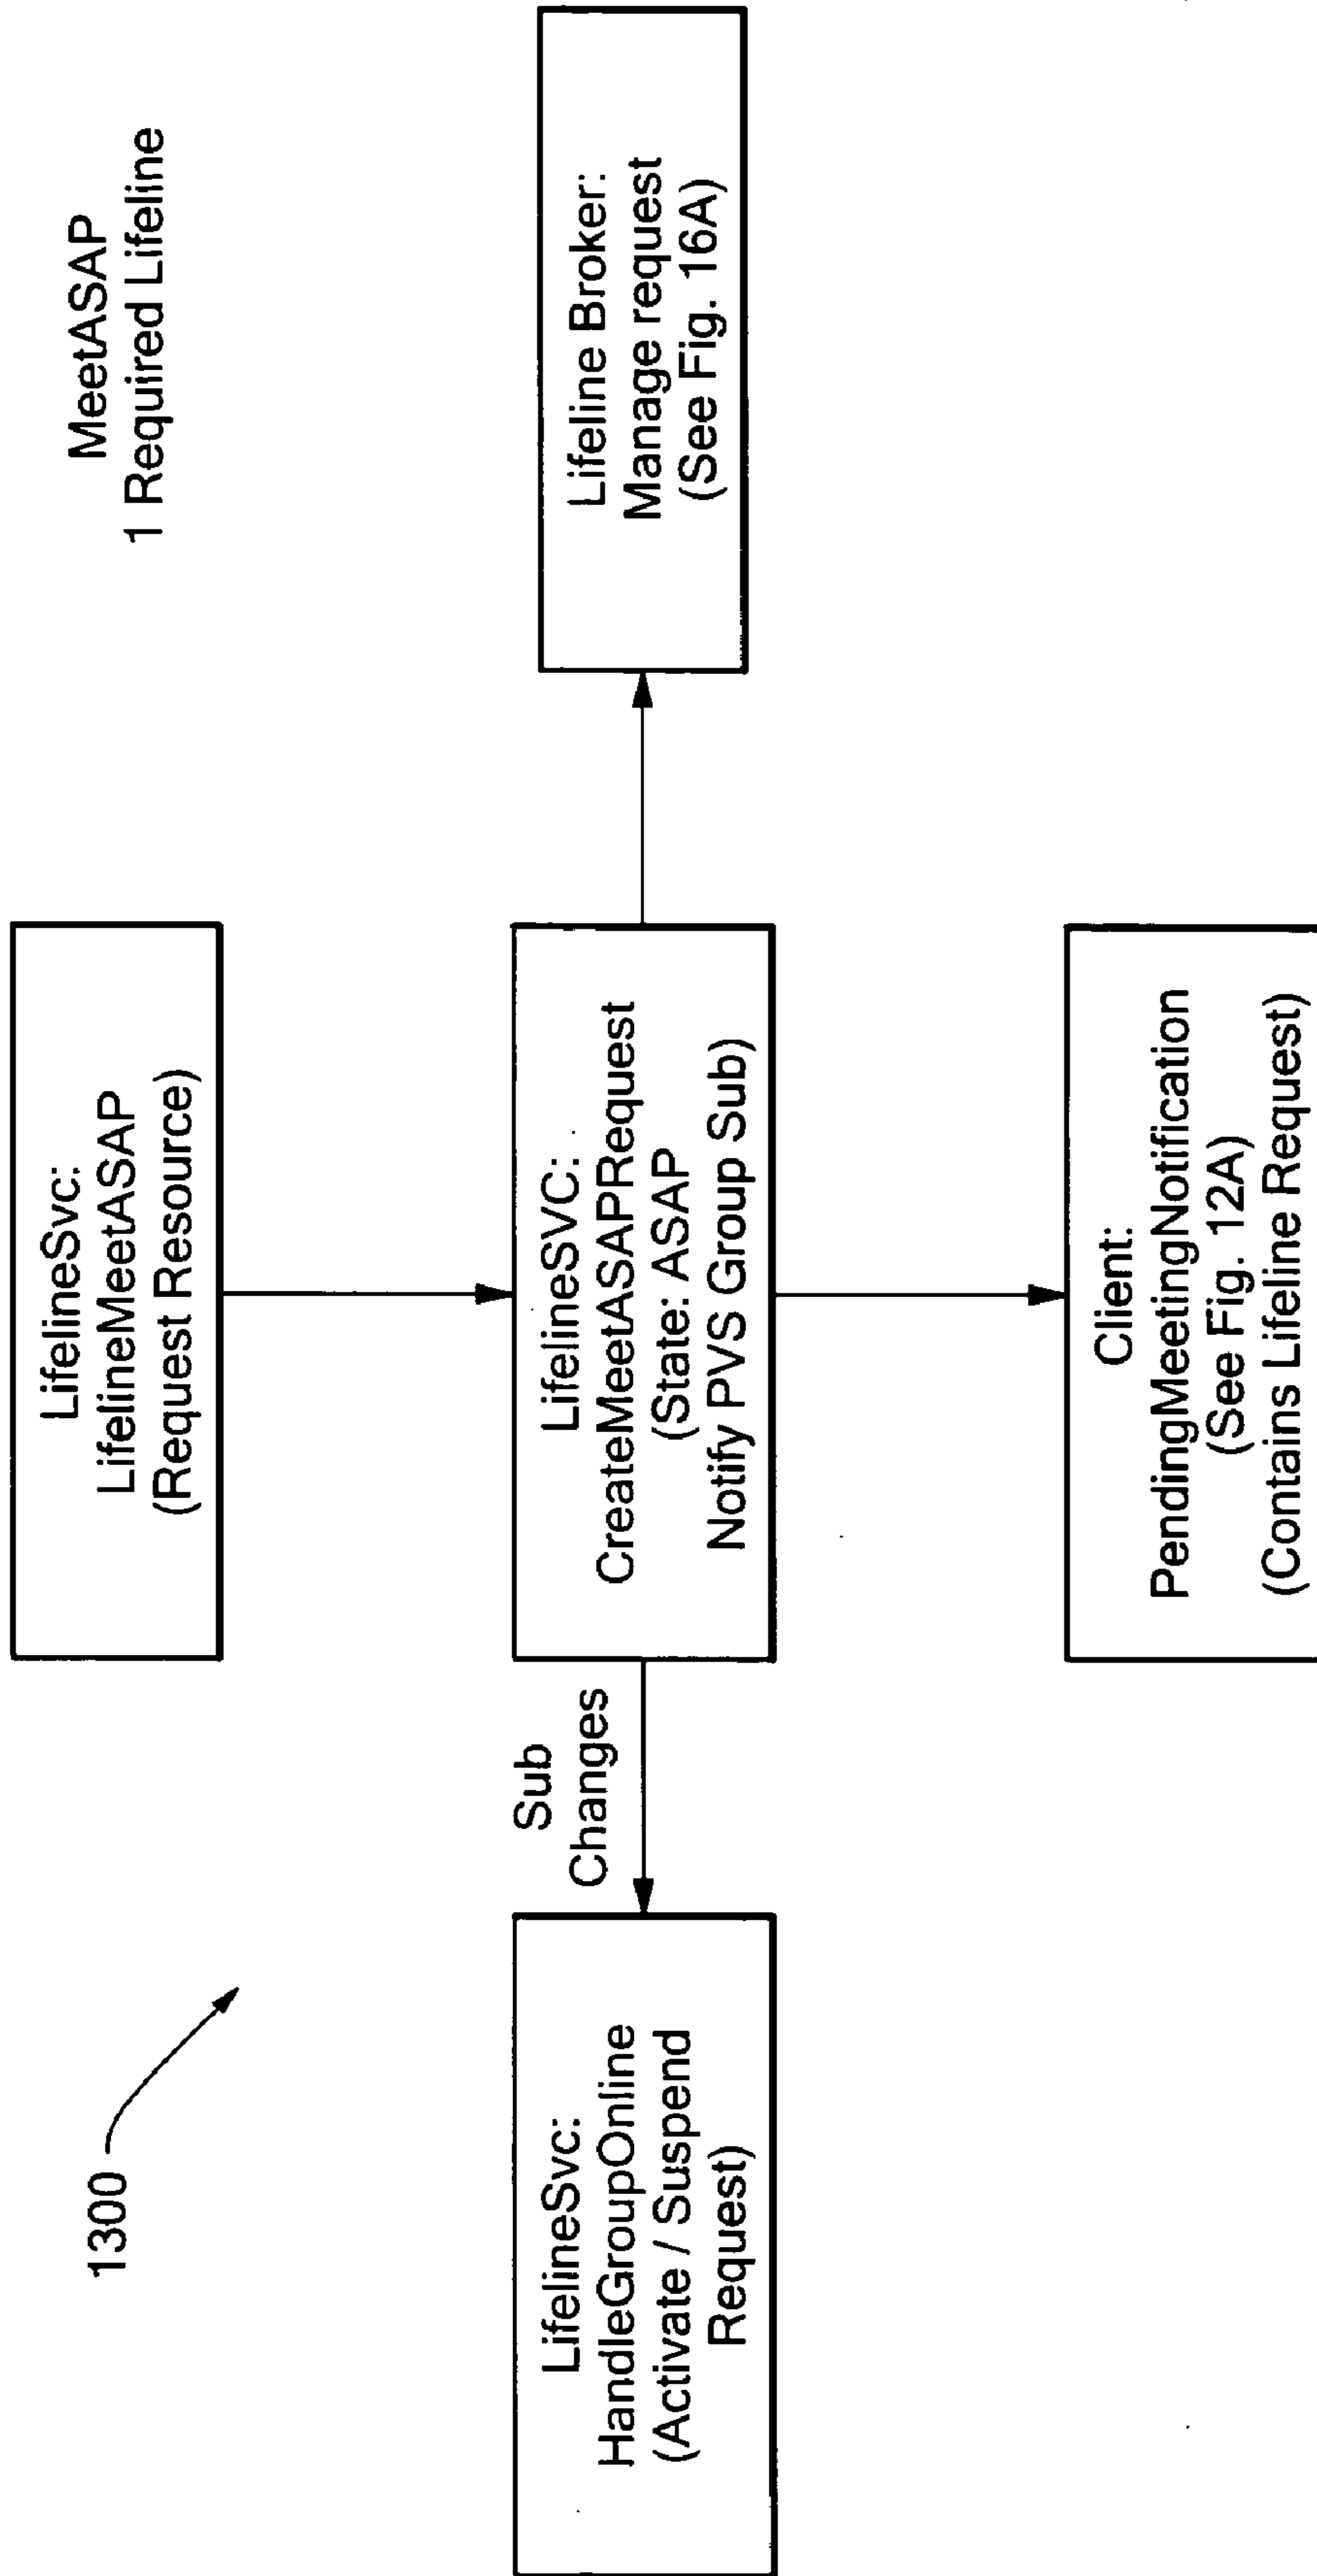 1300
MeetASAP
1 Required Lifeline
LifelineSvc:
LifelineMeetASAP
(Request Resource)
Sub
Changes
LifelineSvc:
HandleGroupOnline
(Activate / Suspend
Request)
LifelineSVC:
CreateMeetASAPRequest
(State: ASAP
Notify PVS Group Sub)
Lifeline Broker:
Manage request
(See Fig. 16A)
Client:
PendingMeetingNotification
(See Fig. 12A)
(Contains Lifeline Request)